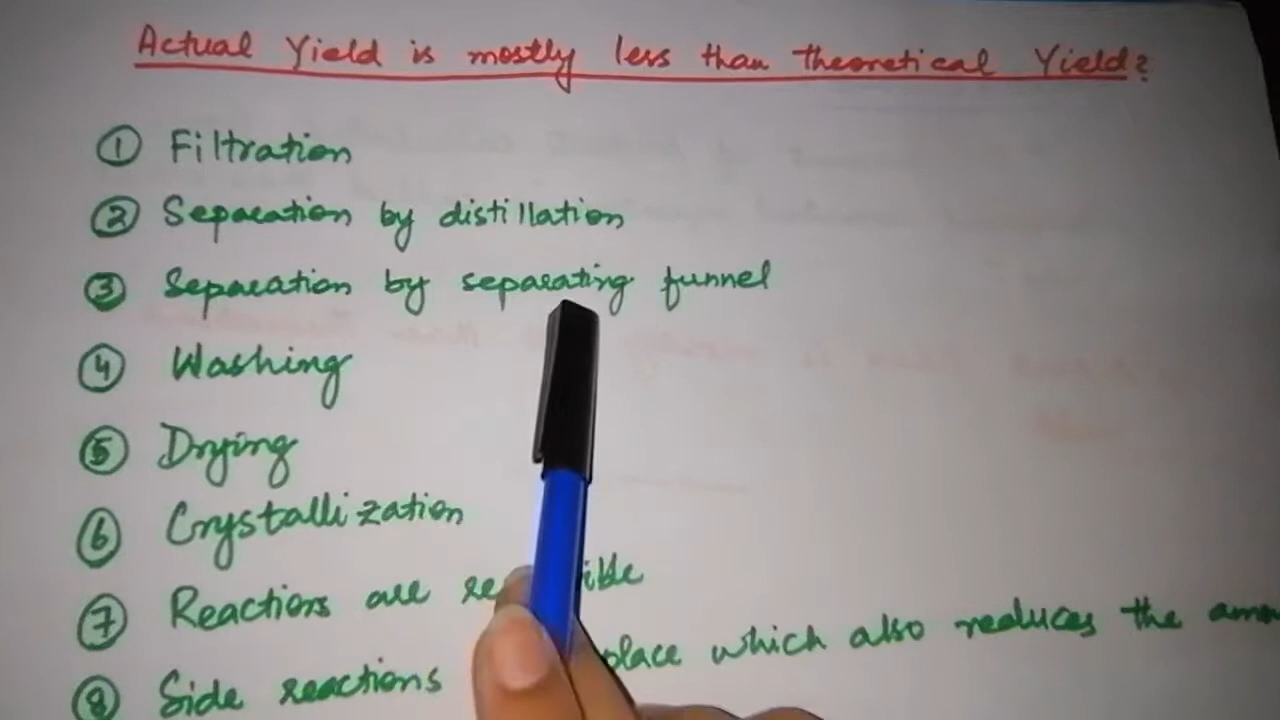 Actual Yield is mostly less than theoretical Yield?
① Filtration
② Separation by distillation
③ Separation by separating funnel
④ Washing
⑤ Drying
⑥ Crystallization
⑦ Reactions are
⑧ Side reactions place which also reduces the